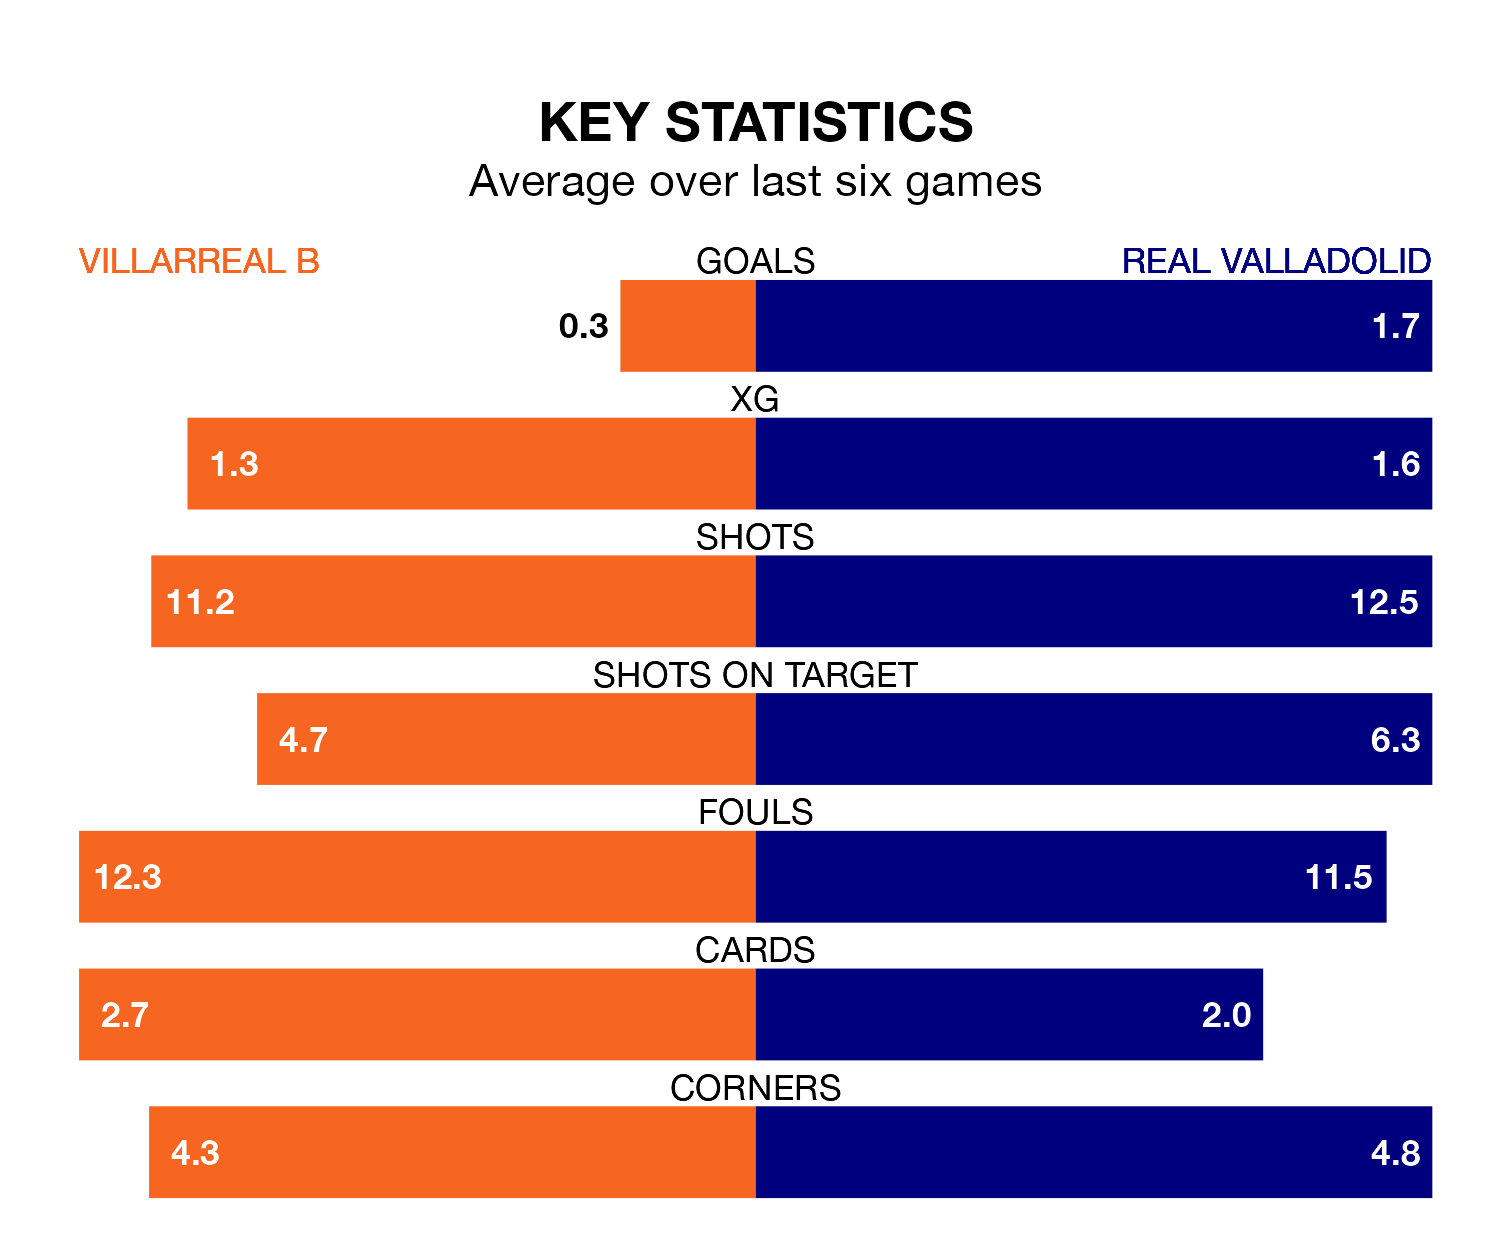 KEY STATISTICS
Average over last six games
VILLARREAL B GOALS REAL VALLADOLID
0.3 1.7
XG
1.3 1.6
SHOTS
11.2 12.5
SHOTS ON TARGET
4.7 6.3
FOULS
12.3 11.5
CARDS
2.7 2.0
CORNERS
4.3 4.8